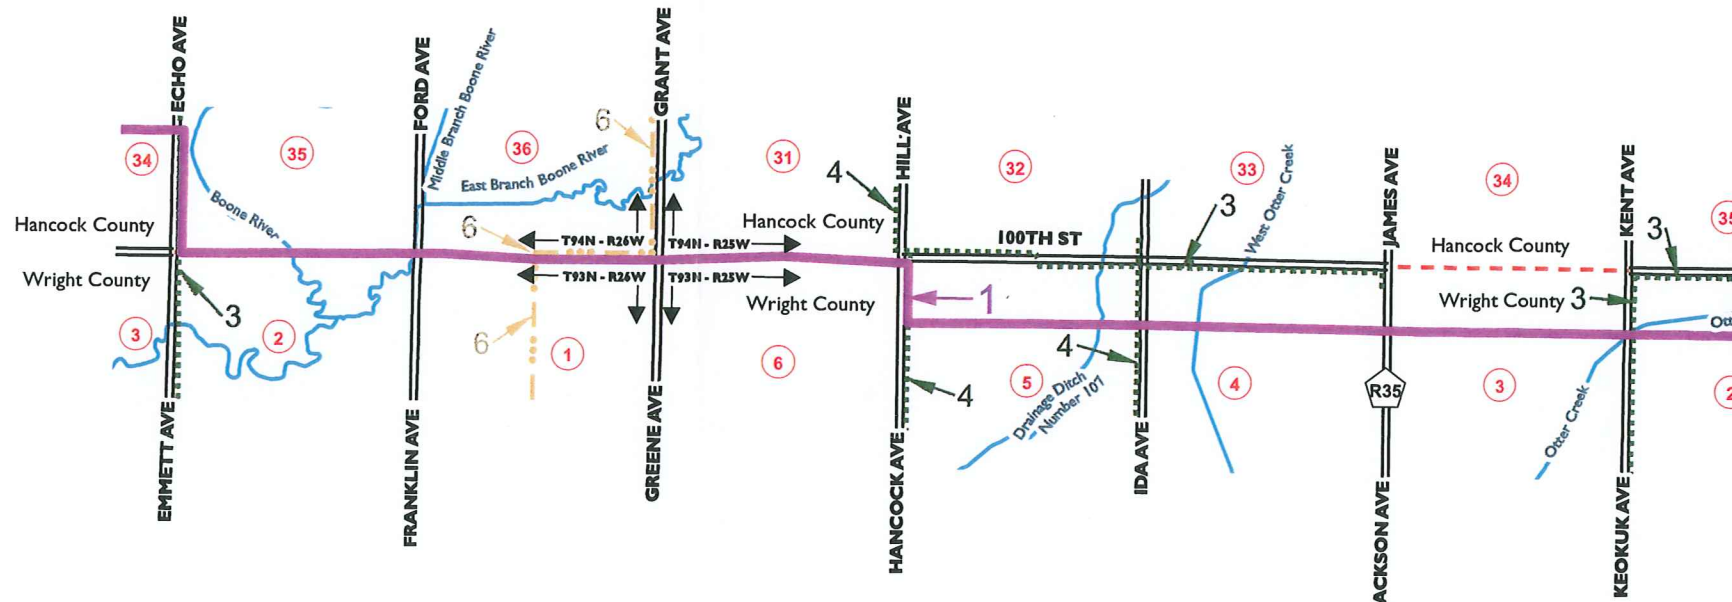 ECHO AVE
FORD AVE
Middle Branch Boone River
GRANT AVE
HILL AVE
JAMES AVE
KENT AVE
34
35
36
6
31
32
33
34
35
East Branch Boone River
Boone River
4
3
West Otter Creek
3
Hancock County
6
T94N - R26W
T94N - R25W
Hancock County
100TH ST
Hancock County
Wright County
T93N - R26W
T93N - R25W
Wright County
1
Wright County
3
3
3
2
6
1
6
4
4
5
4
3
2
Drainage Ditch
Number 107
R35
Otter Creek
EMMETT AVE
FRANKLIN AVE
GREENE AVE
HANCOCK AVE
IDA AVE
ACKSON AVE
KEOKUK AVE